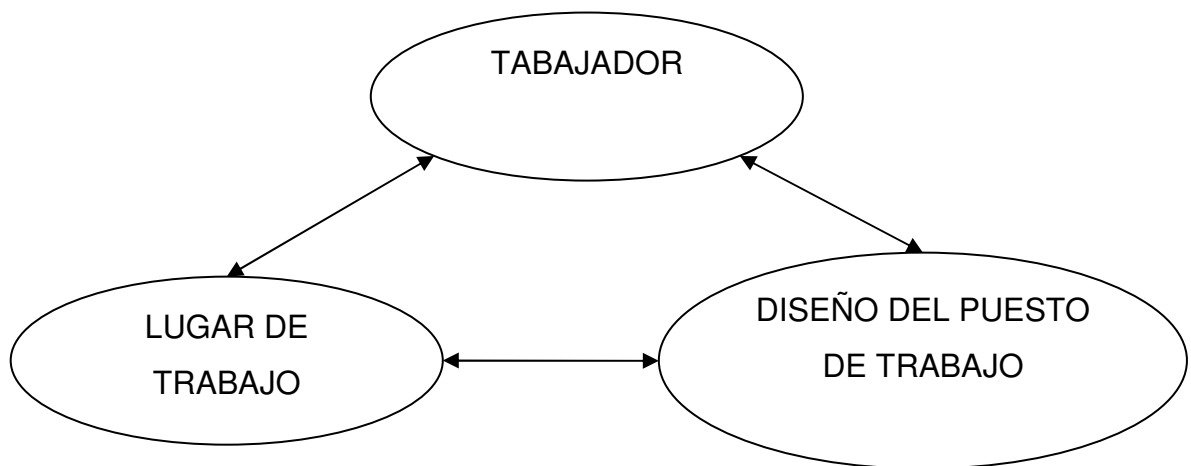 TABAJADOR
LUGAR DE
TRABAJO
DISEÑO DEL PUESTO
DE TRABAJO